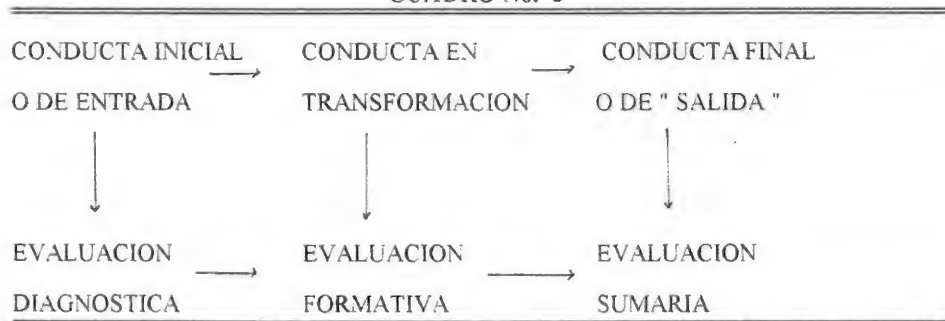 CONDUCTA INICIAL CONDUCTA EN CONDUCTA FINAL
O DE ENTRADA TRANSFORMACION O DE " SALIDA "
EVALUACION EVALUACION EVALUACION
DIAGNOSTICA FORMATIVA SUMARIA